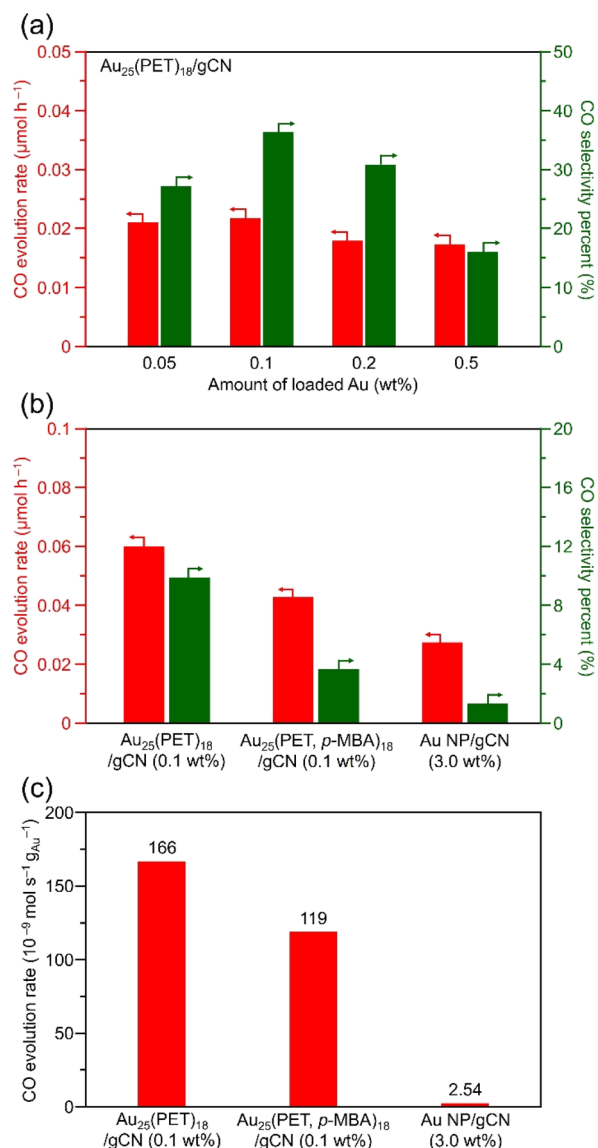 (a)
Au₂₅(PET)₁₈/gCN
CO evolution rate (μmol h⁻¹)
0.05
0.04
0.03
0.02
0.01
0
CO selectivity percent (%)
50
40
30
20
10
0
0.05 0.1 0.2 0.5
Amount of loaded Au (wt%)
(b)
CO evolution rate (μmol h⁻¹)
0.1
0.08
0.06
0.04
0.02
0
CO selectivity percent (%)
20
16
12
8
4
0
Au₂₅(PET)₁₈ Au₂₅(PET, p-MBA)₁₈ Au NP/gCN
/gCN (0.1 wt%) /gCN (0.1 wt%) (3.0 wt%)
(c)
CO evolution rate (10⁻⁹ mol s⁻¹ g_Au⁻¹)
200
150
100
50
0
166
119
2.54
Au₂₅(PET)₁₈ Au₂₅(PET, p-MBA)₁₈ Au NP/gCN
/gCN (0.1 wt%) /gCN (0.1 wt%) (3.0 wt%)